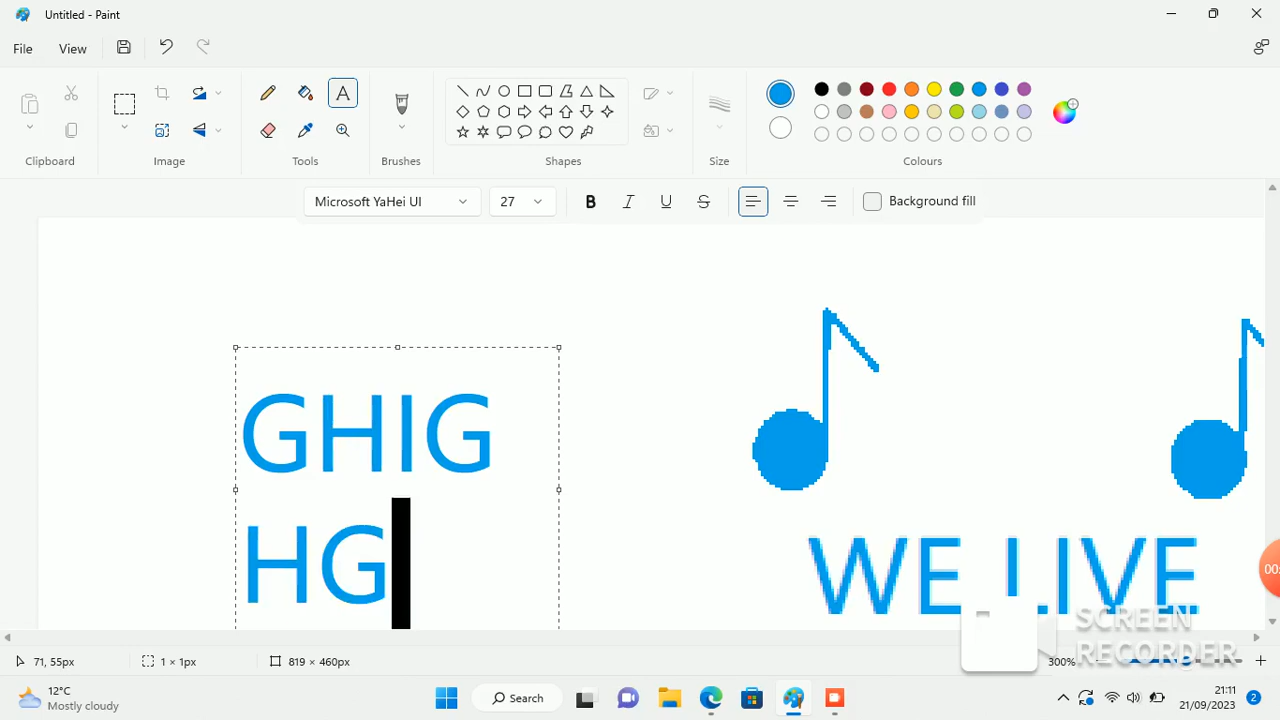 Untitled - Paint
File View
Clipboard
Image
Tools
Brushes
Shapes
Size
Colours
Microsoft YaHei UI
27
B I U S
Background fill
GHIG
HG
WE LIVE
SCREEN
RECORDER
00:
71, 55px
1 × 1px
819 × 460px
300%
12°C
Mostly cloudy
Search
21:11
21/09/2023
2